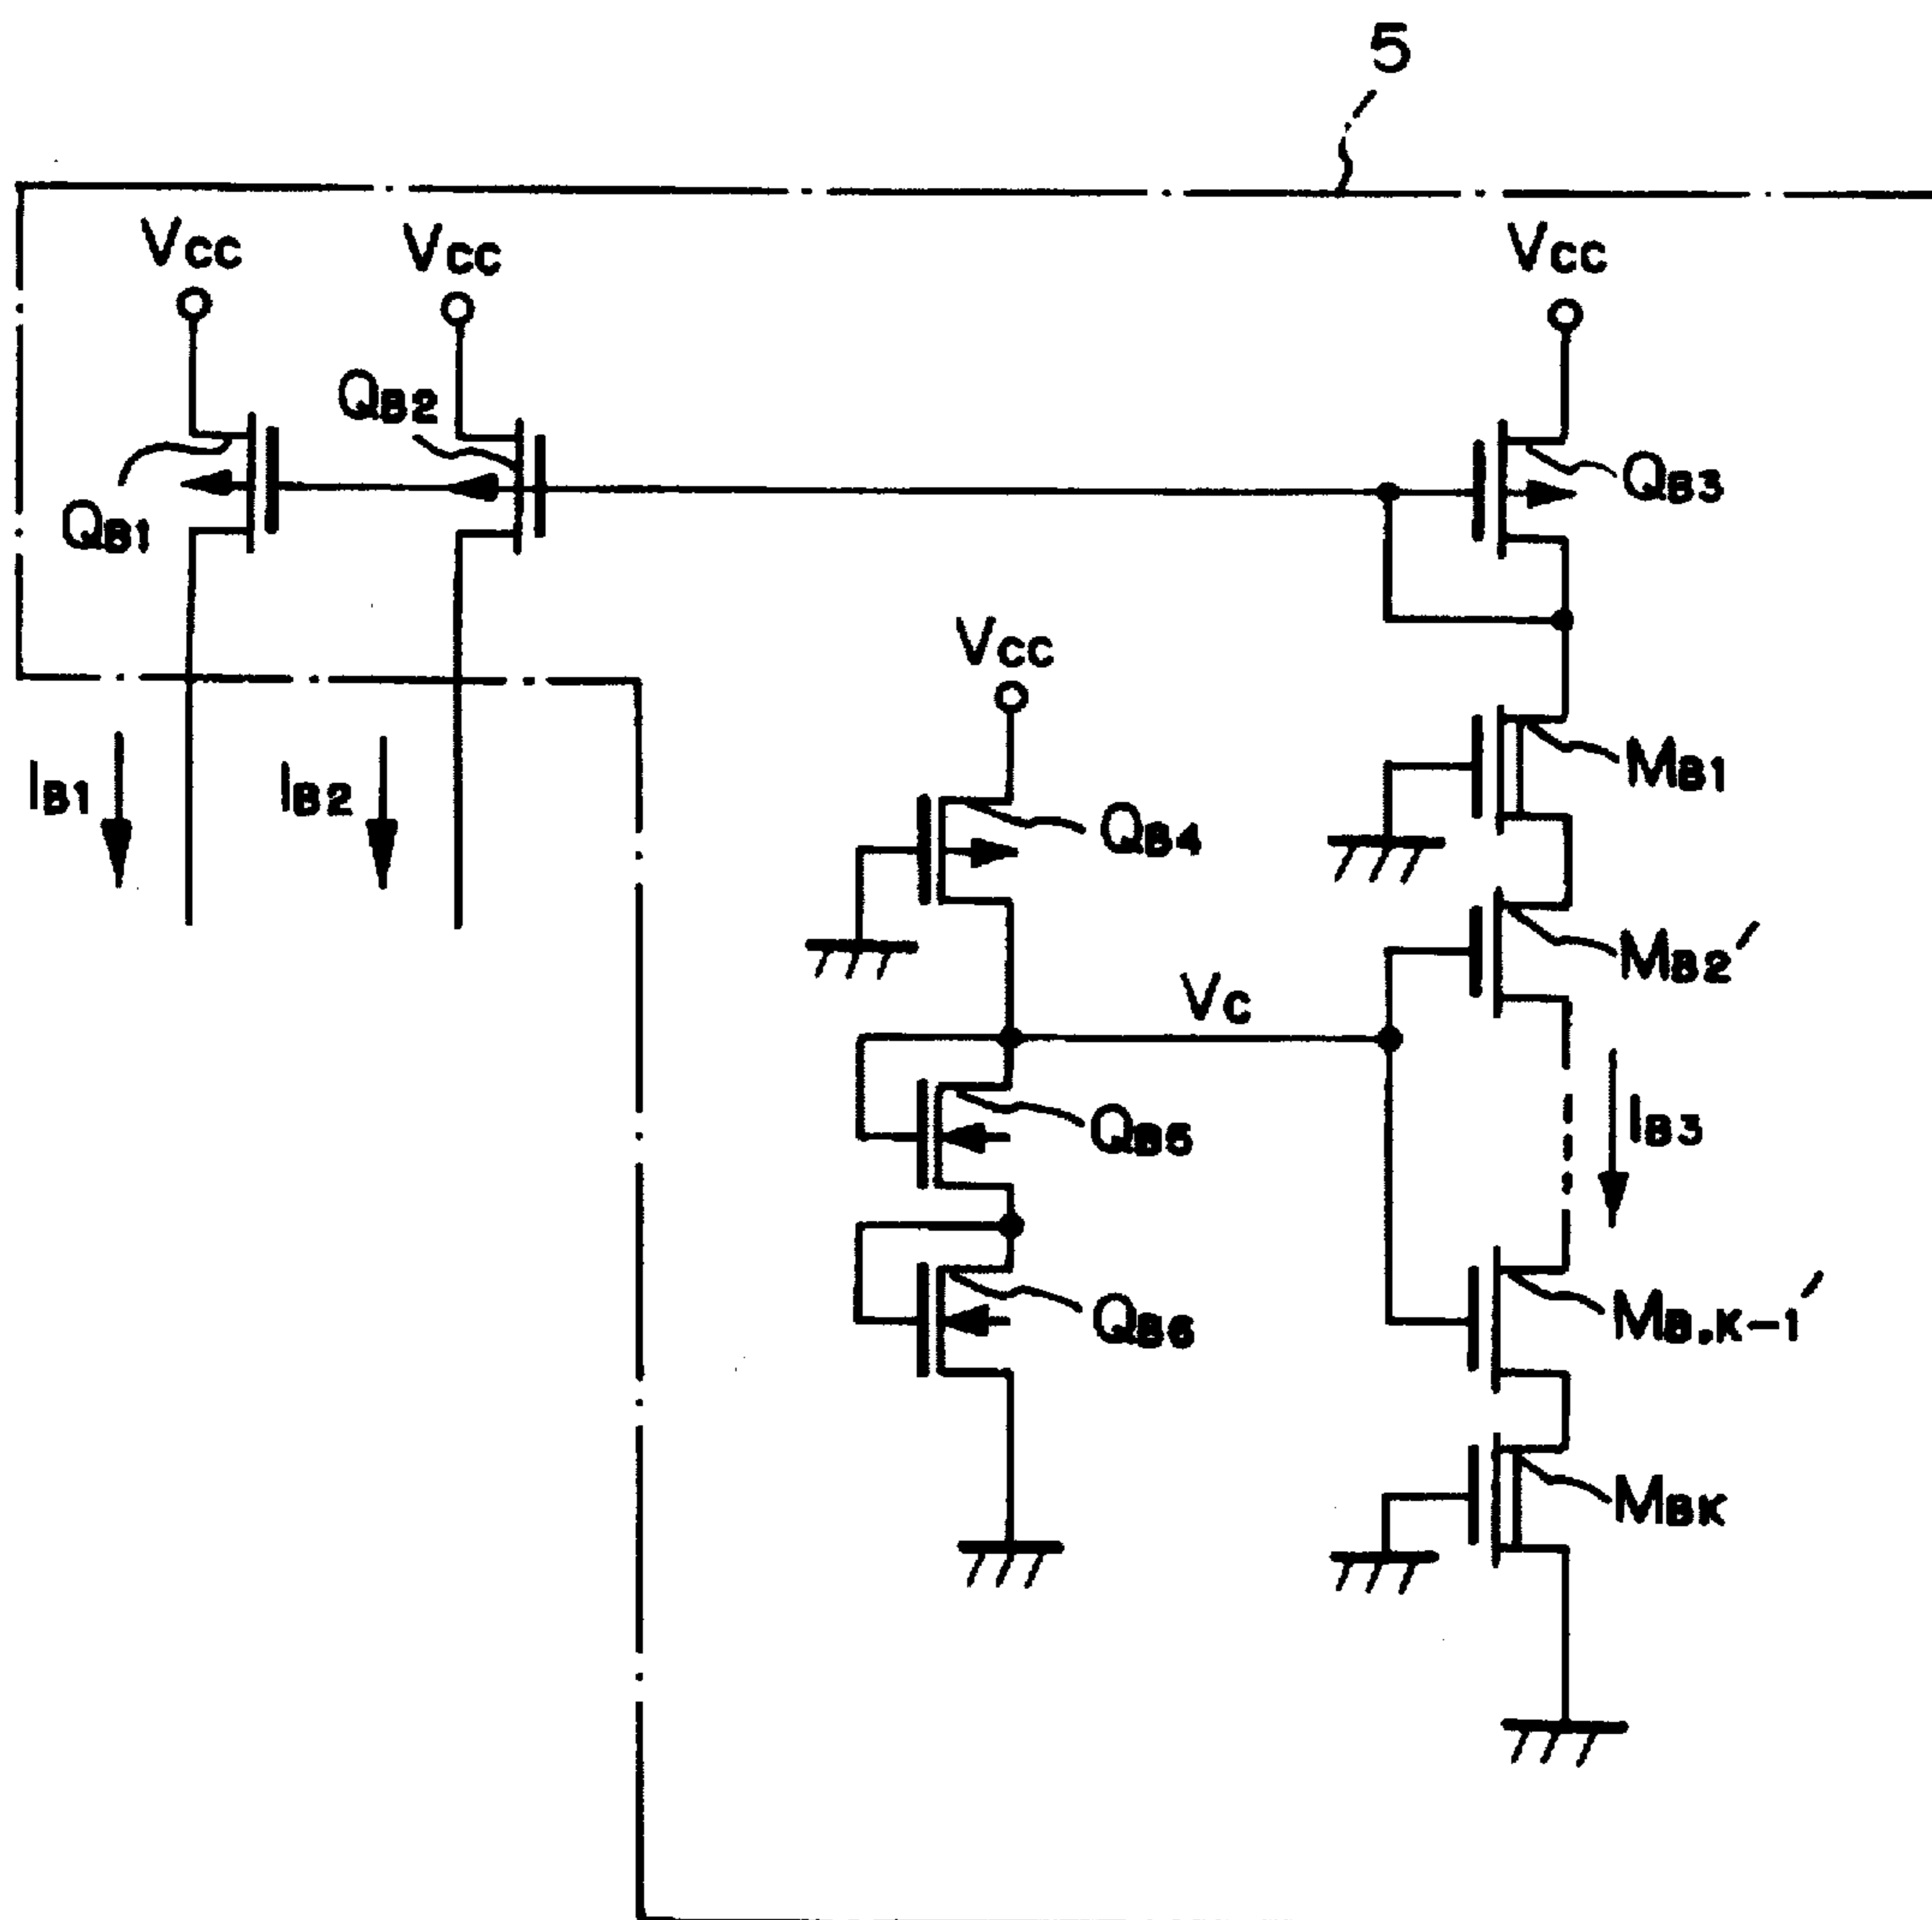 5
Vcc
Vcc
Vcc
QB2
QB3
QB1
Vcc
MB1
IB1
IB2
QB4
MB2'
Vc
IB3
QB5
MB,K-1'
QB6
MBK